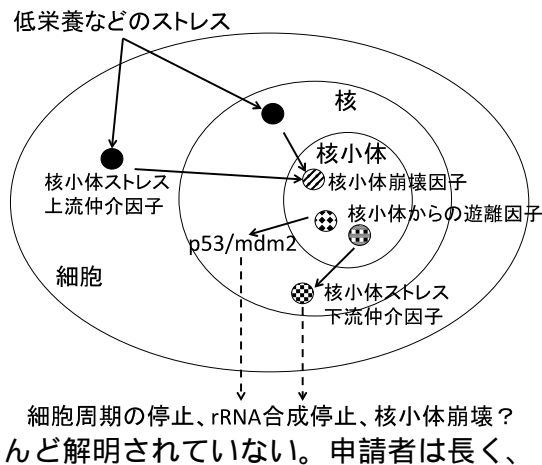 低栄養などのストレス
核
核小体
核小体ストレス
上流仲介因子
核小体崩壊因子
核小体からの遊離因子
p53/mdm2
細胞
核小体ストレス
下流仲介因子
細胞周期の停止、rRNA合成停止、核小体崩壊？
んど解明されていない。申請者は長く、